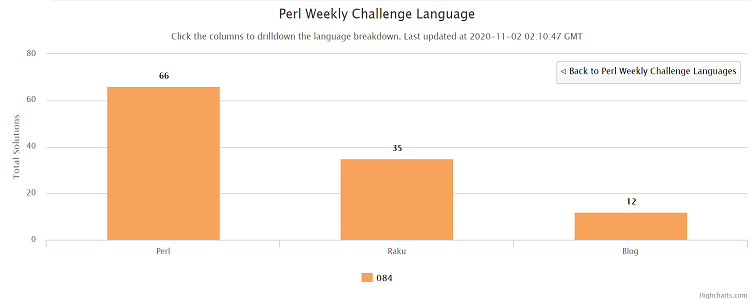 Perl Weekly Challenge Language
Click the columns to drilldown the language breakdown. Last updated at 2020-11-02 02:10:47 GMT
◁ Back to Perl Weekly Challenge Languages
Total Solutions
80
60
40
20
0
66
35
12
Perl
Raku
Blog
084
Highcharts.com